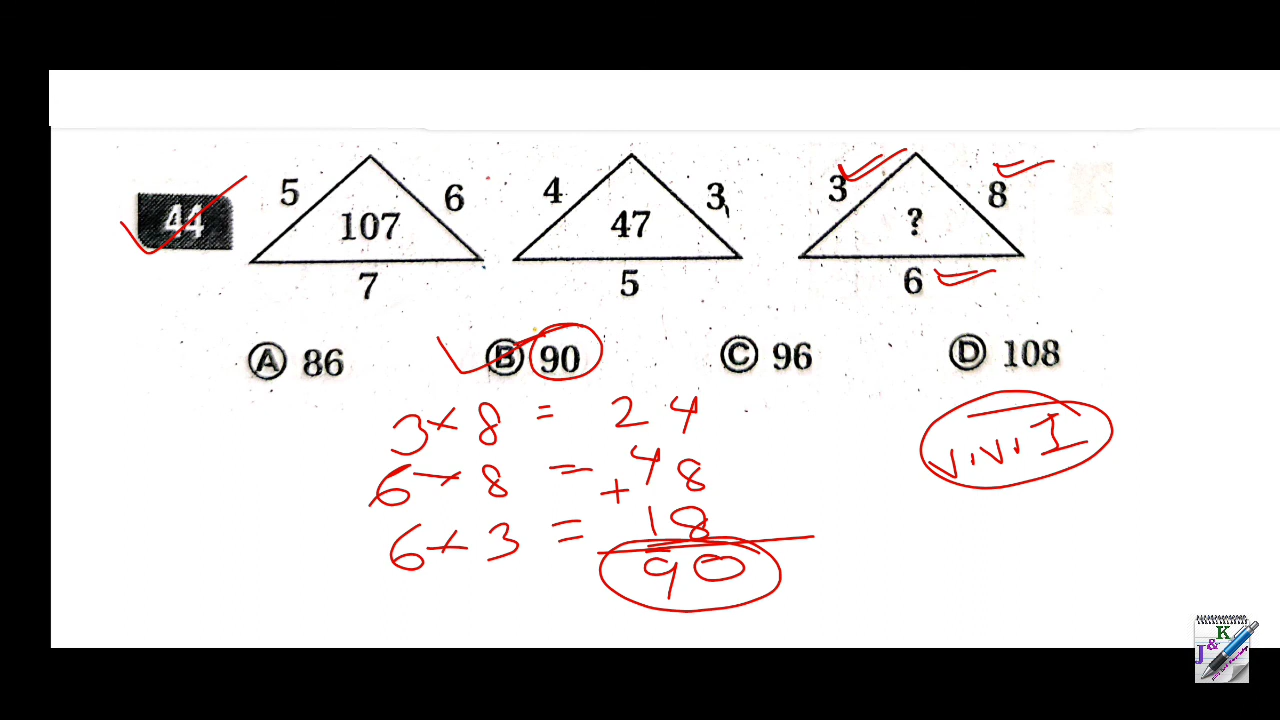 44
5 6 4 3 3 8
107 47 ?
7 5 6
A 86 B 90 C 96 D 108
3 × 8 = 24
6 × 8 = 48
+
6 × 3 = 18
90
V.V.I
J & K